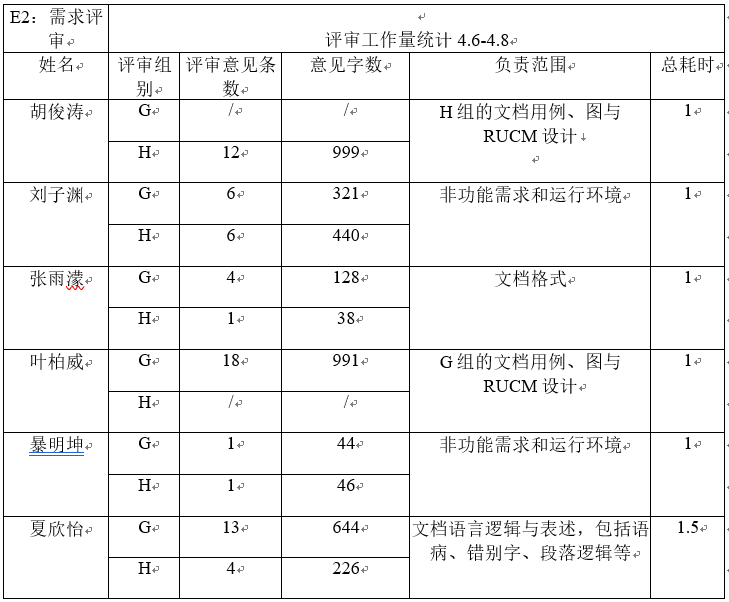 E2：需求评审
评审工作量统计 4.6-4.8
姓名 评审组别 评审意见条数 意见字数 负责范围 总耗时
胡俊涛 G / / H 组的文档用例、图与 RUCM 设计 1
H 12 999
刘子渊 G 6 321 非功能需求和运行环境 1
H 6 440
张雨濛 G 4 128 文档格式 1
H 1 38
叶柏威 G 18 991 G 组的文档用例、图与 RUCM 设计 1
H / /
暴明坤 G 1 44 非功能需求和运行环境 1
H 1 46
夏欣怡 G 13 644 文档语言逻辑与表述，包括语病、错别字、段落逻辑等 1.5
H 4 226